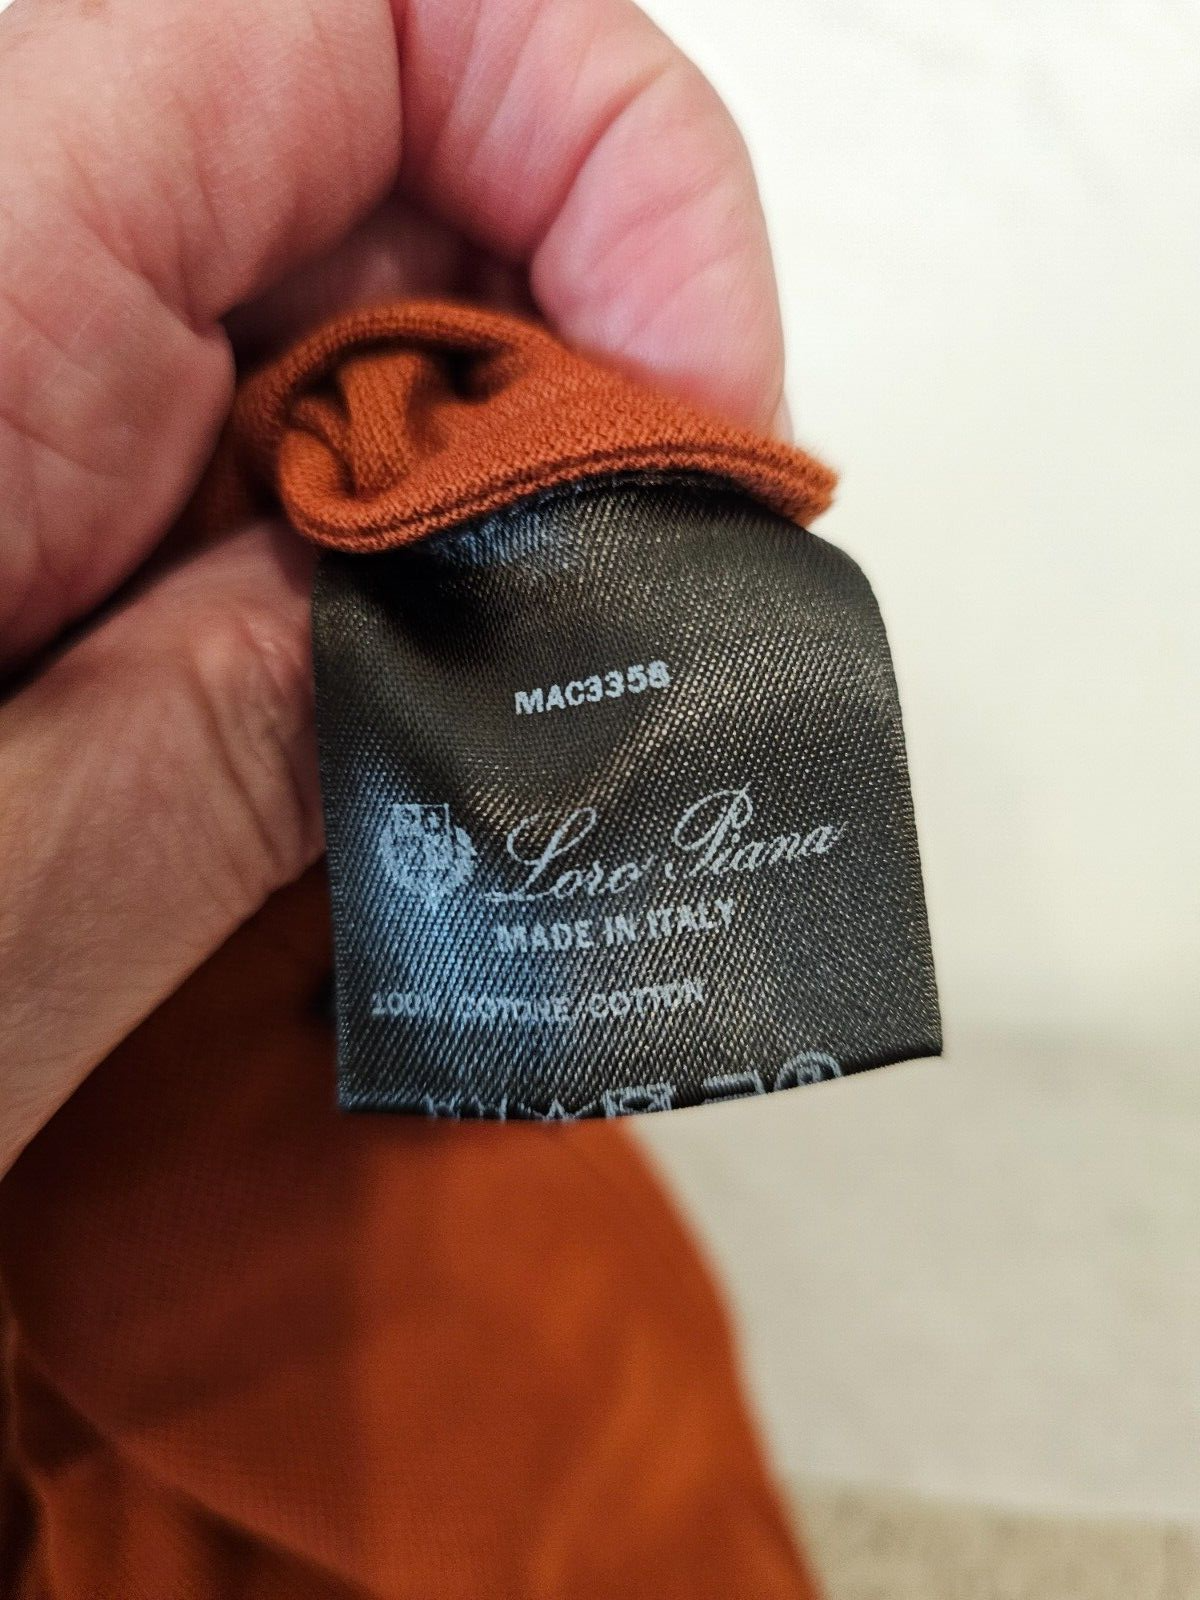 MAC3358
Loro Piana
MADE IN ITALY
100% COTONE/COTTON